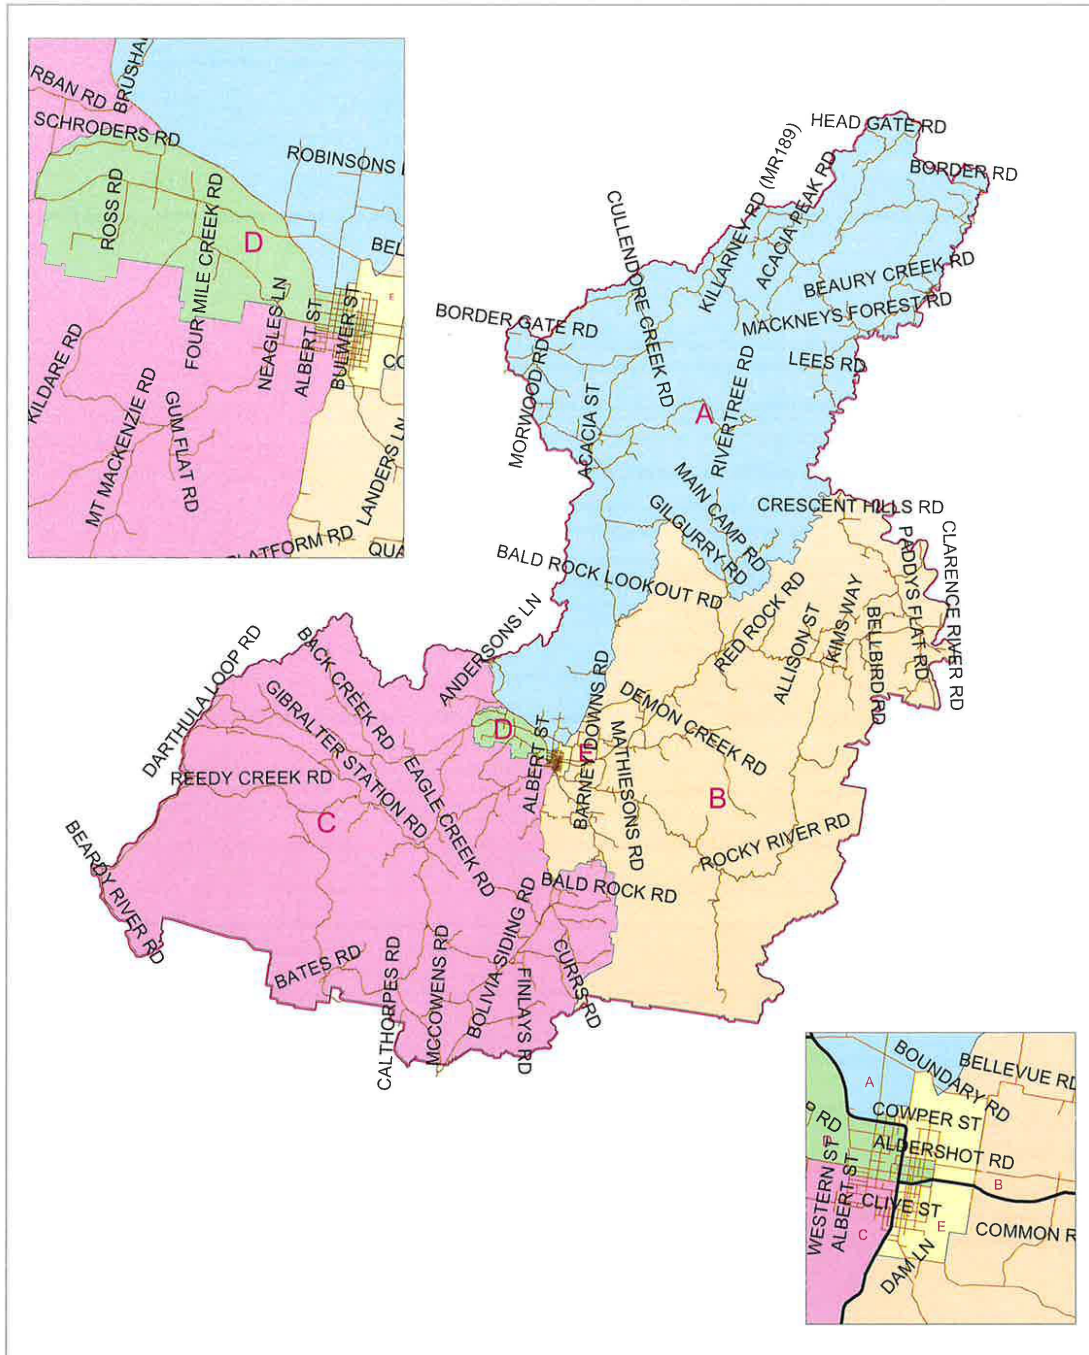 RBAN RD
BRUSHA
SCHRODERS RD
ROBINSONS
ROSS RD
FOUR MILE CREEK RD
D
BEL
E
NEAGLES LN
ALBERT ST
BULWER ST
CO
KILDARE RD
MT MACKENZIE RD
GUM FLAT RD
LANDERS LN
PLATFORM RD
QUA
HEAD GATE RD
BORDER RD
KILLARNEY RD (MR189)
ACACIA PEAK RD
CULLENDORE CREEK RD
BEAURY CREEK RD
MACKNEYS FOREST RD
BORDER GATE RD
LEES RD
MORWOOD RD
ACACIA ST
A
RIVERTREE RD
MAIN CAMP RD
GILGURRY RD
CRESCENT HILLS RD
PADDYS FLAT RD
CLARENCE RIVER RD
BALD ROCK LOOKOUT RD
RED ROCK RD
ALLISON ST
KIMS WAY
BELLBIRD RD
ANDERSONS LN
DARTHULA LOOP RD
BACK CREEK RD
GIBRALTER STATION RD
BARNEY DOWNS RD
DEMON CREEK RD
MATHIESONS RD
D
ALBERT ST
E
REEDY CREEK RD
EAGLE CREEK RD
C
B
ROCKY RIVER RD
BEARDY RIVER RD
BALD ROCK RD
BATES RD
CALTHORPES RD
MCCOWENS RD
BOLIVIA SIDING RD
FINLAYS RD
CURRS RD
A
BOUNDARY RD
BELLEVUE RD
COWPER ST
P RD
D
ALDERSHOT RD
WESTERN ST
ALBERT ST
B
CLIVE ST
C
E
COMMON R
DAM LN